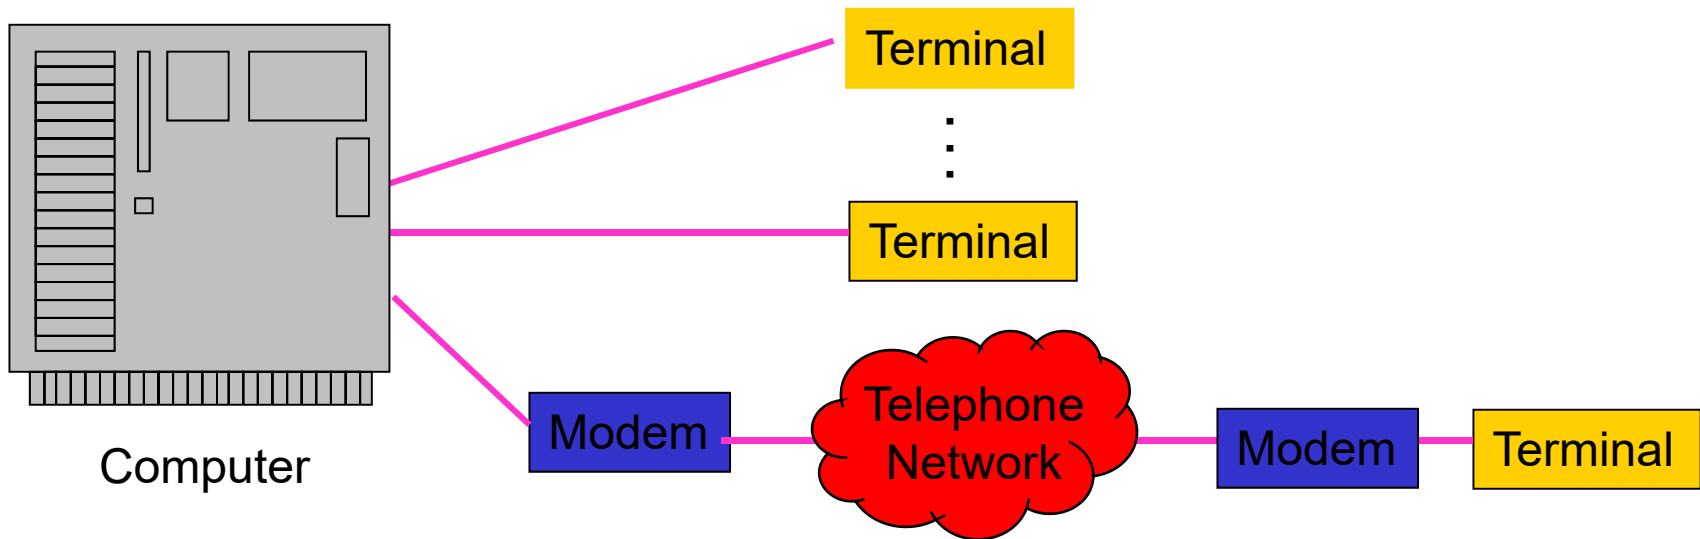 Terminal
Terminal
Telephone
Network
Modem
Modem
Terminal
Computer